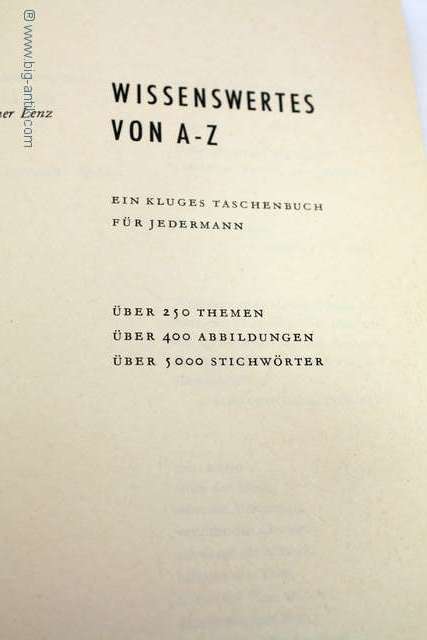 © www.big-antik.com
ner Lenz
WISSENSWERTES
VON A-Z
EIN KLUGES TASCHENBUCH
FÜR JEDERMANN
ÜBER 250 THEMEN
ÜBER 400 ABBILDUNGEN
ÜBER 5000 STICHWÖRTER